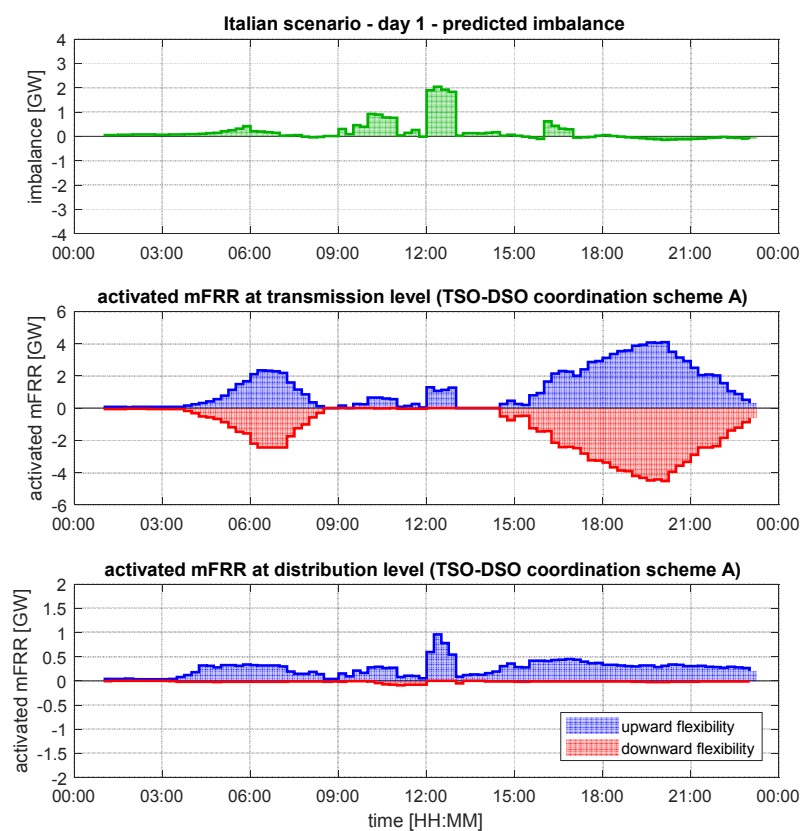 Italian scenario - day 1 - predicted imbalance
imbalance [GW]
4
3
2
1
0
-1
-2
-3
-4
00:00 03:00 06:00 09:00 12:00 15:00 18:00 21:00 00:00
activated mFRR at transmission level (TSO-DSO coordination scheme A)
activated mFRR [GW]
6
4
2
0
-2
-4
-6
00:00 03:00 06:00 09:00 12:00 15:00 18:00 21:00 00:00
activated mFRR at distribution level (TSO-DSO coordination scheme A)
activated mFRR [GW]
2
1.5
1
0.5
0
-0.5
-1
-1.5
-2
upward flexibility
downward flexibility
00:00 03:00 06:00 09:00 12:00 15:00 18:00 21:00 00:00
time [HH:MM]